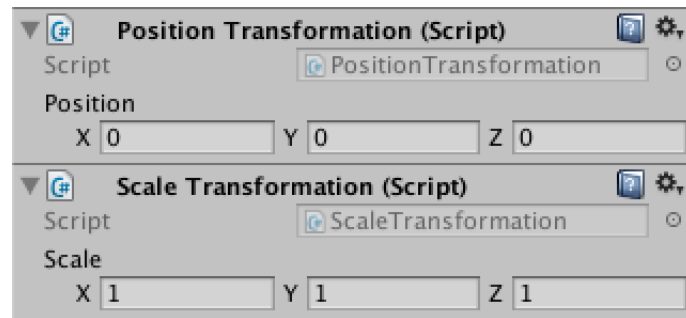 Position Transformation (Script)
Script PositionTransformation
Position
X 0 Y 0 Z 0
Scale Transformation (Script)
Script ScaleTransformation
Scale
X 1 Y 1 Z 1